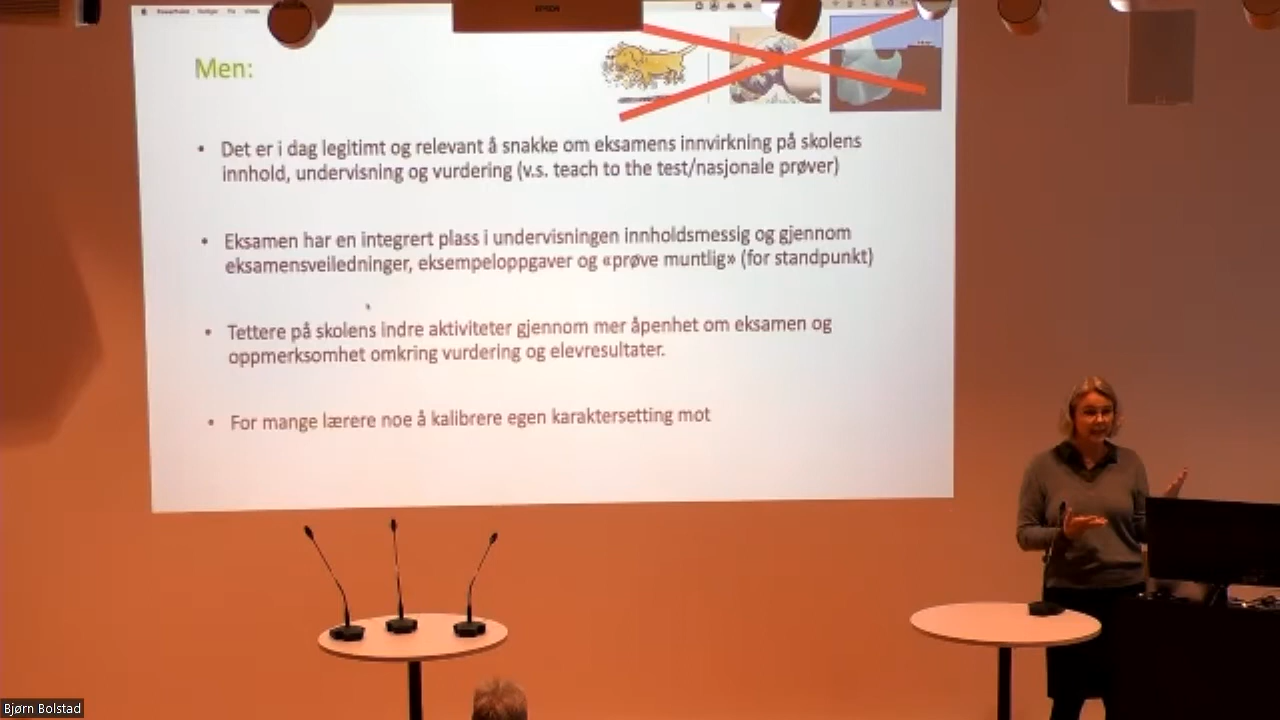 EPSON
Men:
• Det er i dag legitimt og relevant å snakke om eksamens innvirkning på skolens
innhold, undervisning og vurdering (v.s. teach to the test/nasjonale prøver)
• Eksamen har en integrert plass i undervisningen innholdsmessig og gjennom
eksamensveiledninger, eksempeloppgaver og «prøve muntlig» (for standpunkt)
• Tettere på skolens indre aktiviteter gjennom mer åpenhet om eksamen og
oppmerksomhet omkring vurdering og elevresultater.
• For mange lærere noe å kalibrere egen karaktersetting mot
Bjørn Bolstad